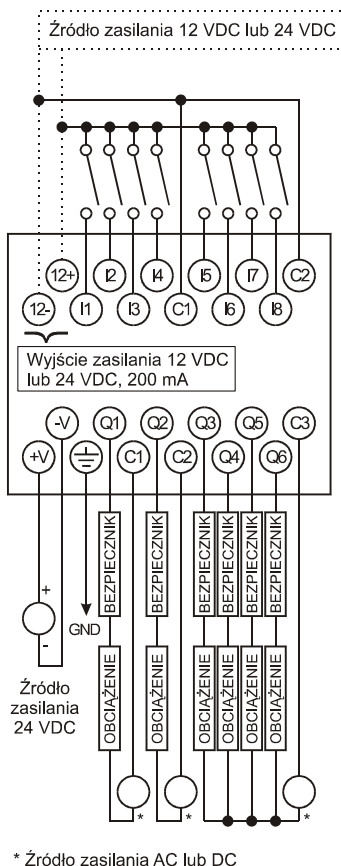 Źródło zasilania 12 VDC lub 24 VDC
12+ I2 I4 I5 I7 C2
12- I1 I3 C1 I6 I8
Wyjście zasilania 12 VDC
lub 24 VDC, 200 mA
-V Q1 Q2 Q3 Q5 C3
+V C1 C2 Q4 Q6
BEZPIECZNIK BEZPIECZNIK BEZPIECZNIK BEZPIECZNIK BEZPIECZNIK BEZPIECZNIK
+
-
GND
OBCIĄŻENIE OBCIĄŻENIE OBCIĄŻENIE OBCIĄŻENIE OBCIĄŻENIE OBCIĄŻENIE
Źródło
zasilania
24 VDC
* * *
* Źródło zasilania AC lub DC